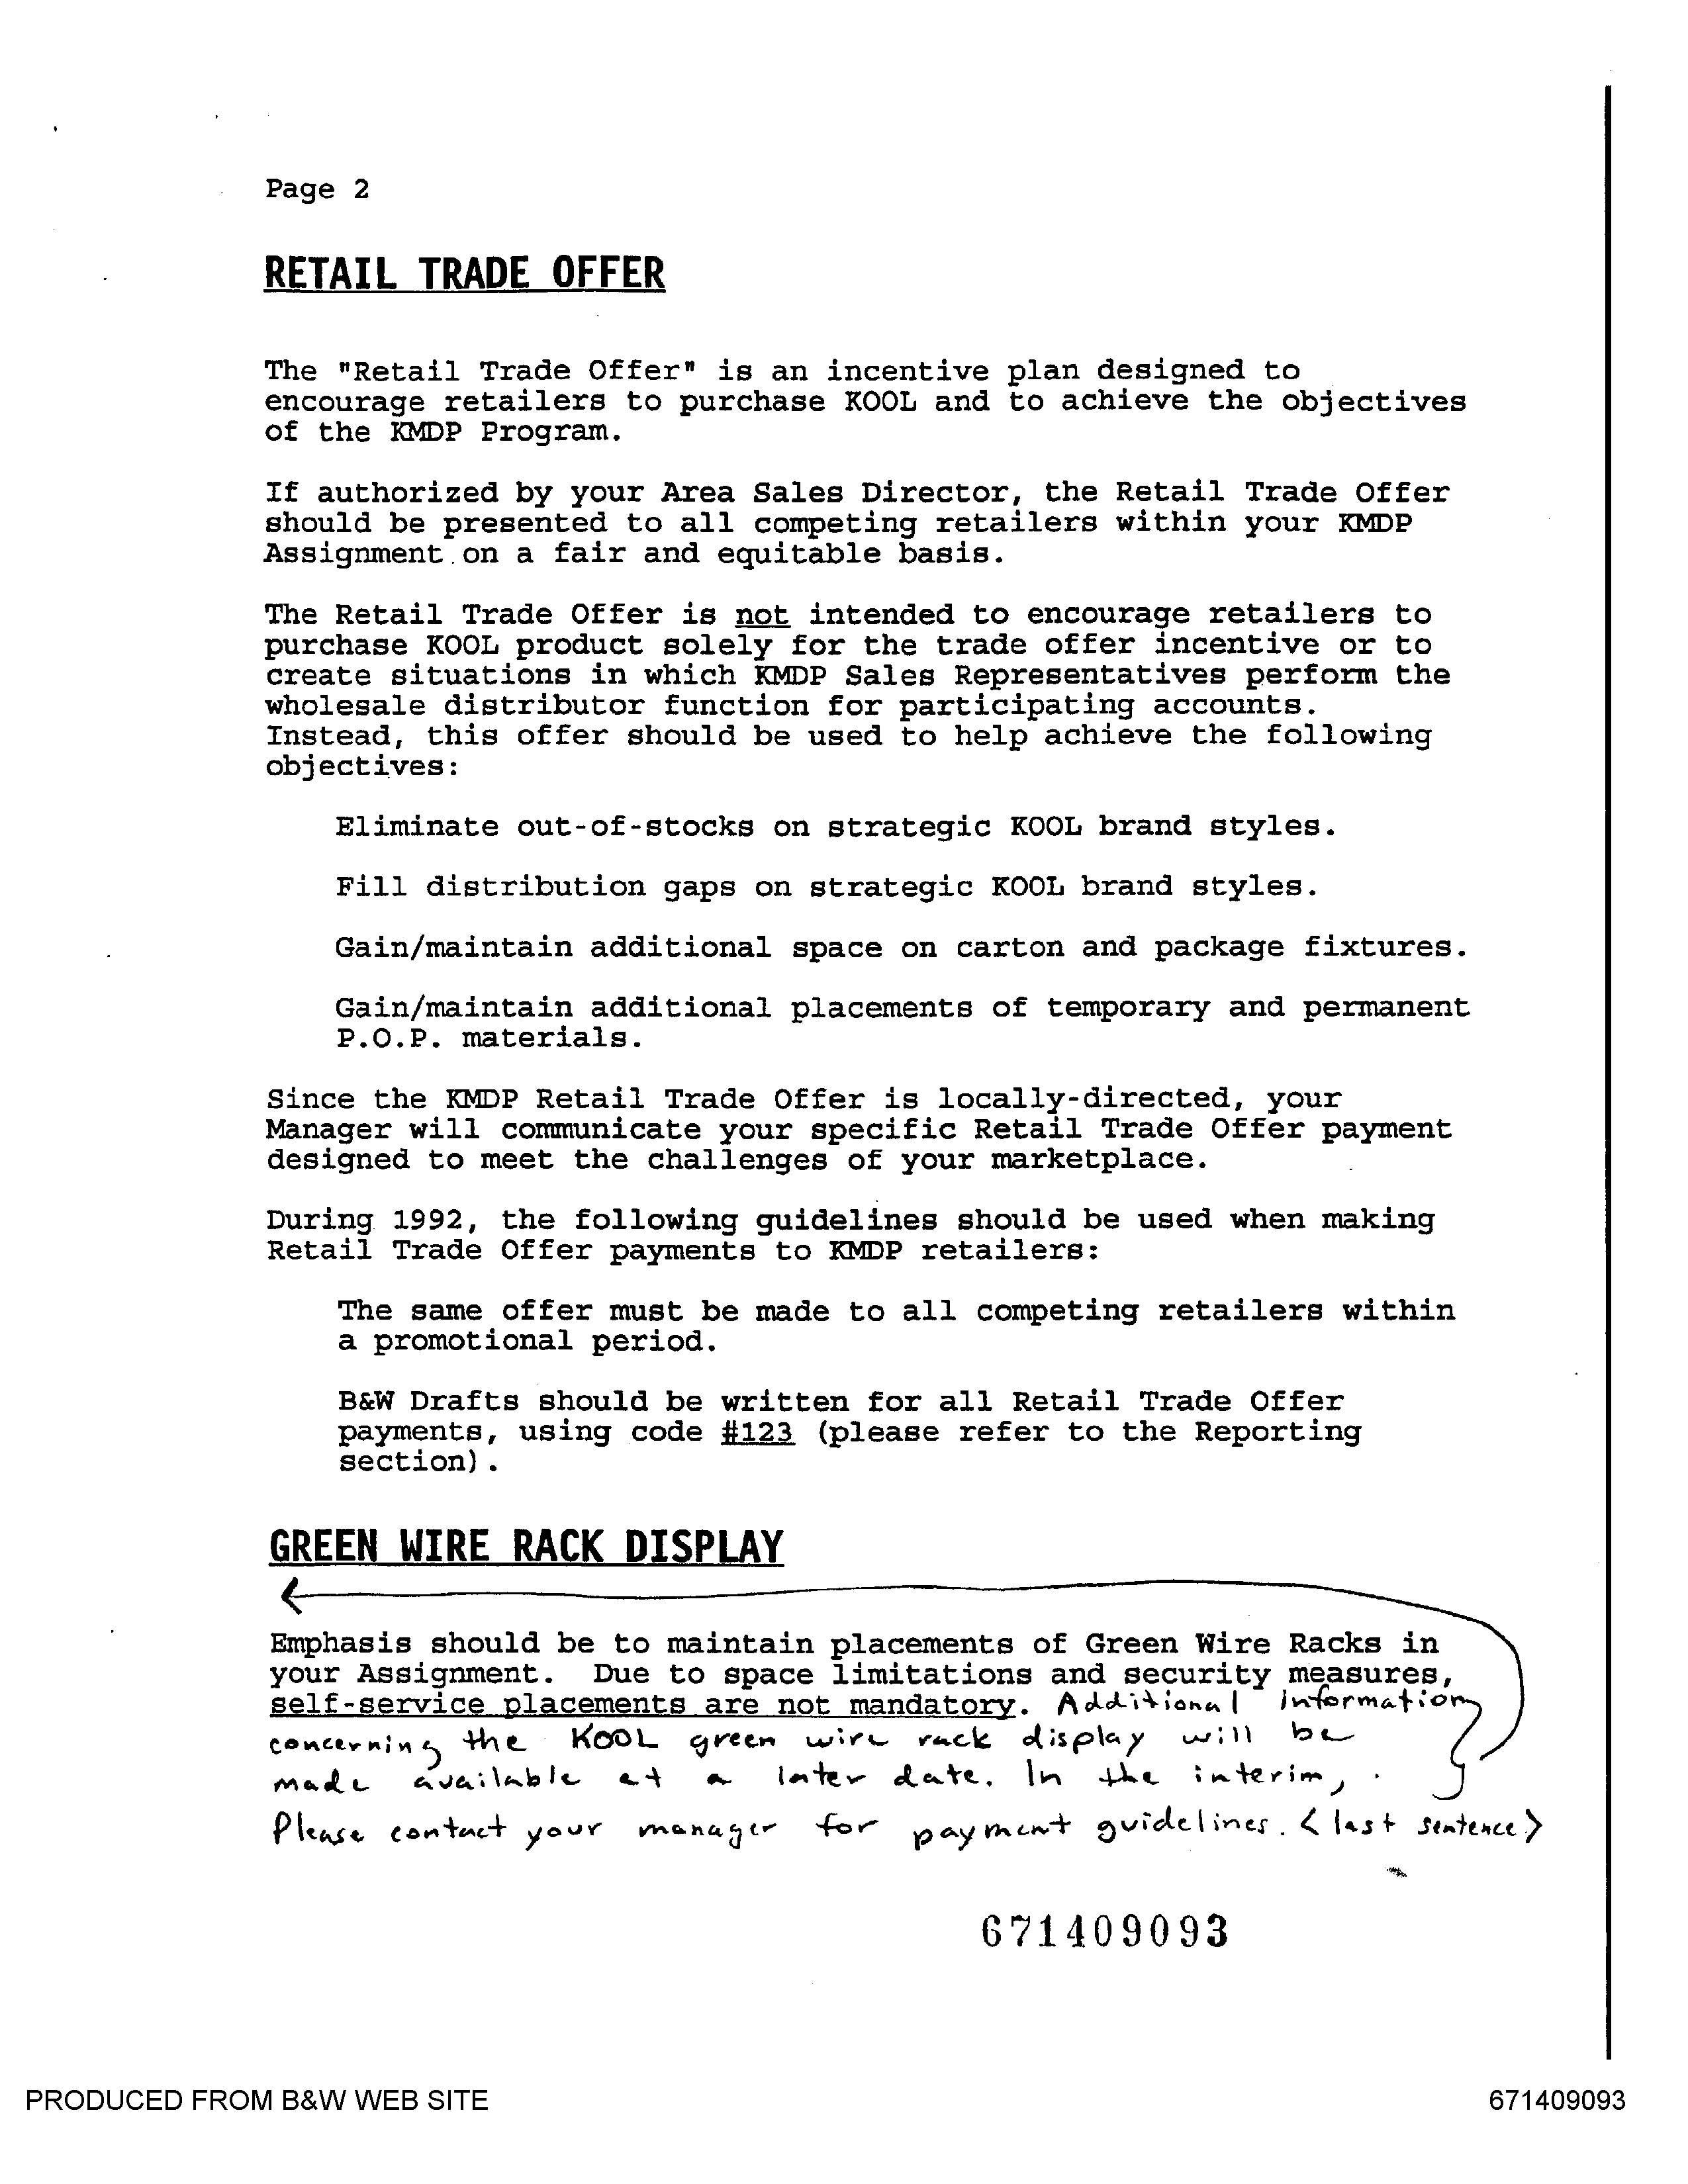 Page 2
RETAIL TRADE OFFER
The "Retail Trade Offer" is an incentive plan designed to
encourage retailers to purchase KOOL and to achieve the objectives
of the KMDP Program.
If authorized by your Area Sales Director, the Retail Trade Offer
should be presented to all competing retailers within your KMDP
Assignment on a fair and equitable basis.
The Retail Trade Offer is not intended to encourage retailers to
purchase KOOL product solely for the trade offer incentive or to
create situations in which KMDP Sales Representatives perform the
wholesale distributor function for participating accounts.
Instead, this offer should be used to help achieve the following
objectives:
Eliminate out-of-stocks on strategic KOOL brand styles.
Fill distribution gaps on strategic KOOL brand styles.
Gain/maintain additional space on carton and package fixtures.
Gain/maintain additional placements of temporary and permanent
P.O.P. materials.
Since the KMDP Retail Trade Offer is locally-directed, your
Manager will communicate your specific Retail Trade Offer payment
designed to meet the challenges of your marketplace.
During 1992, the following guidelines should be used when making
Retail Trade Offer payments to KMDP retailers:
The same offer must be made to all competing retailers within
a promotional period.
B&W Drafts should be written for all Retail Trade Offer
payments, using code #123 (please refer to the Reporting
section).
GREEN WIRE RACK DISPLAY
Emphasis should be to maintain placements of Green Wire Racks in
your Assignment. Due to space limitations and security measures,
self-service placements are not mandatory. Additional information
concerning the KOOL green wire rack display will be
made available at a later date. In the interim,
Please contact your manager for payment guidelines. <last sentence>
671409093
PRODUCED FROM B&W WEB SITE
671409093